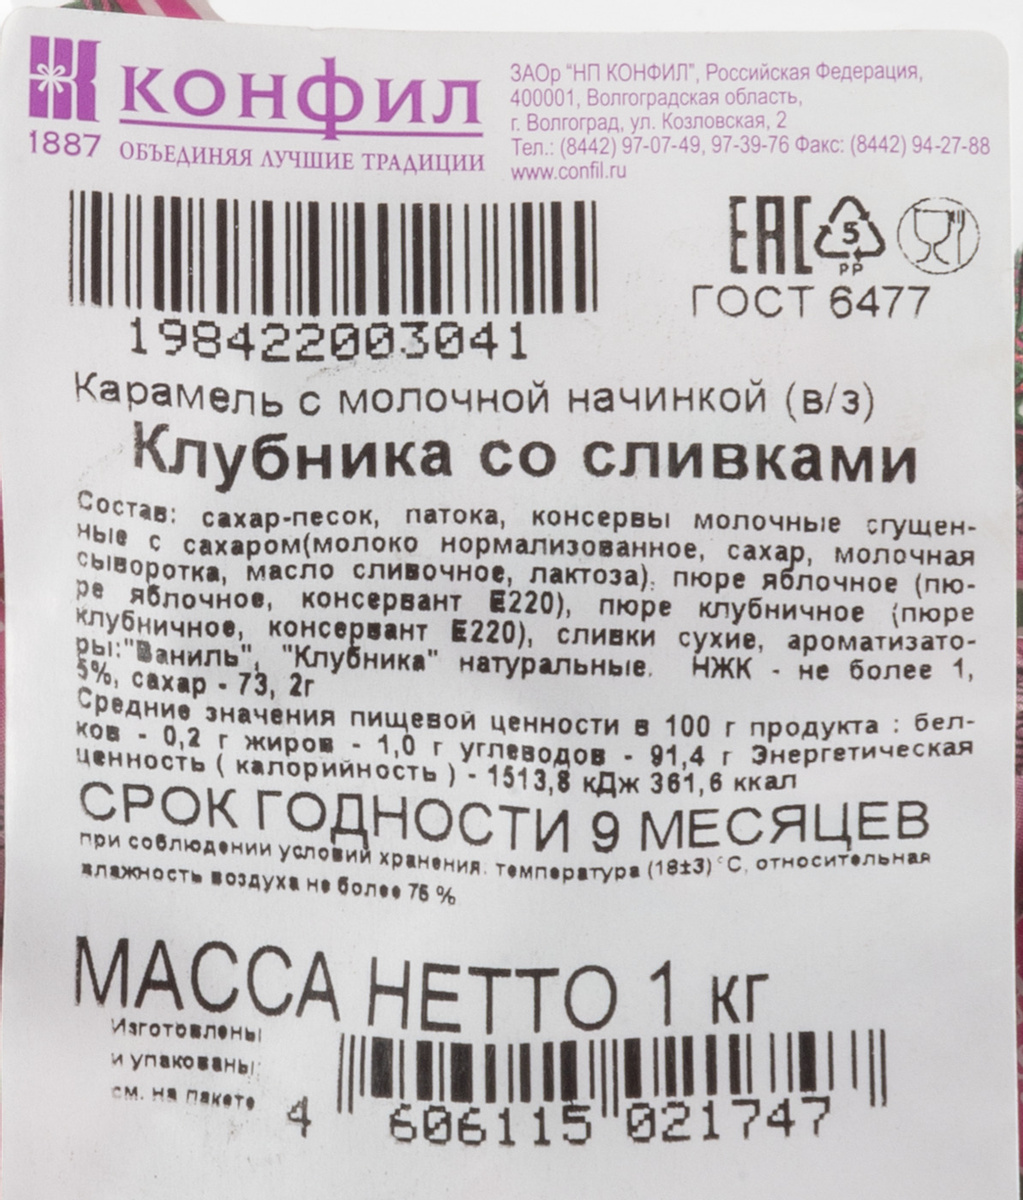 КОНФИЛ
1887
ОБЪЕДИНЯЯ ЛУЧШИЕ ТРАДИЦИИ
ЗАОр "НП КОНФИЛ", Российская Федерация,
400001, Волгоградская область,
г. Волгоград, ул. Козловская, 2
Тел.: (8442) 97-07-49, 97-39-76 Факс: (8442) 94-27-88
www.confil.ru
EAC
5
PP
ГОСТ 6477
198422003041
Карамель с молочной начинкой (в/з)
Клубника со сливками
Состав: сахар-песок, патока, консервы молочные сгущен-
ные с сахаром(молоко нормализованное, сахар, молочная
сыворотка, масло сливочное, лактоза), пюре яблочное (пю-
ре яблочное, консервант Е220), пюре клубничное (пюре
клубничное, консервант Е220), сливки сухие, ароматизато-
ры:"Ваниль", "Клубника" натуральные. НЖК - не более 1,
5%, сахар - 73, 2г
Средние значения пищевой ценности в 100 г продукта : бел-
ков - 0,2 г жиров - 1,0 г углеводов - 91,4 г Энергетическая
ценность ( калорийность ) - 1513,8 кДж 361,6 ккал
СРОК ГОДНОСТИ 9 МЕСЯЦЕВ
при соблюдении условий хранения: температура (18±3)°С, относительная
влажность воздуха не более 75 %
МАССА НЕТТО 1 кг
Изготовлены
и упакованы:
см. на пакете
4 606115 021747